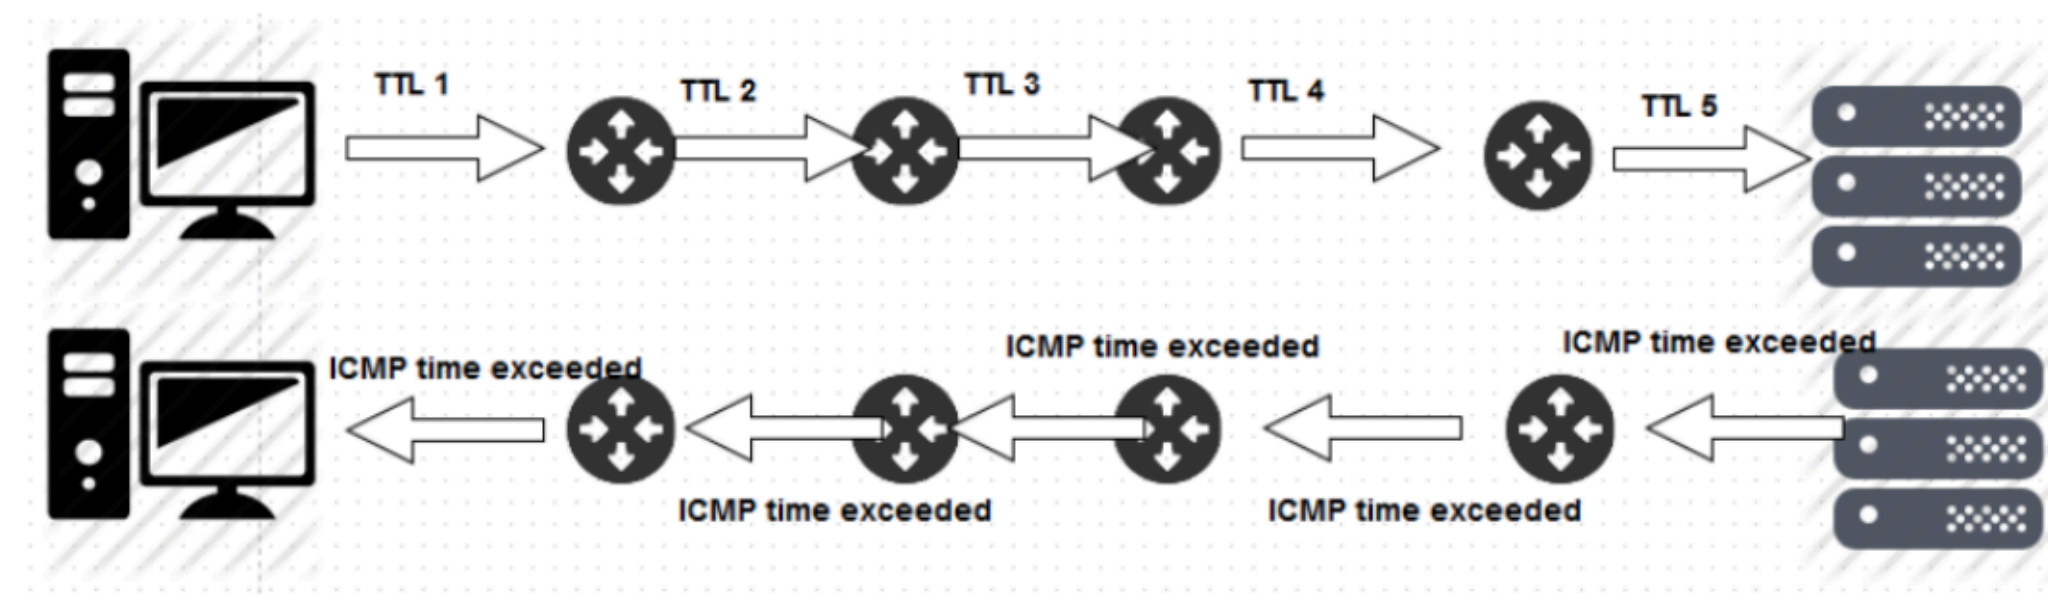 TTL 1
TTL 2
TTL 3
TTL 4
TTL 5
ICMP time exceeded
ICMP time exceeded
ICMP time exceeded
ICMP time exceeded
ICMP time exceeded